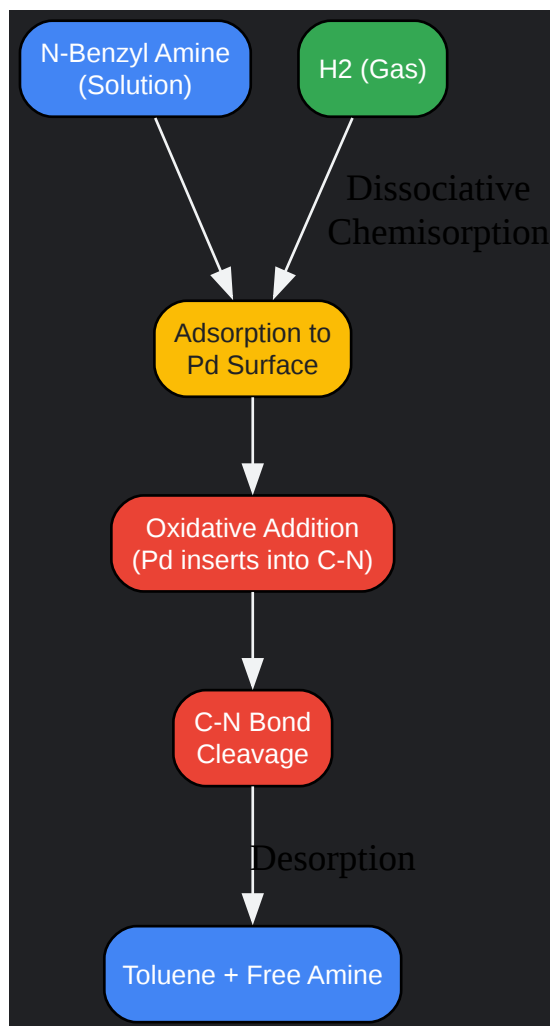 N-Benzyl Amine
(Solution)
H2 (Gas)
Dissociative
Chemisorption
Adsorption to
Pd Surface
Oxidative Addition
(Pd inserts into C-N)
C-N Bond
Cleavage
Desorption
Toluene + Free Amine